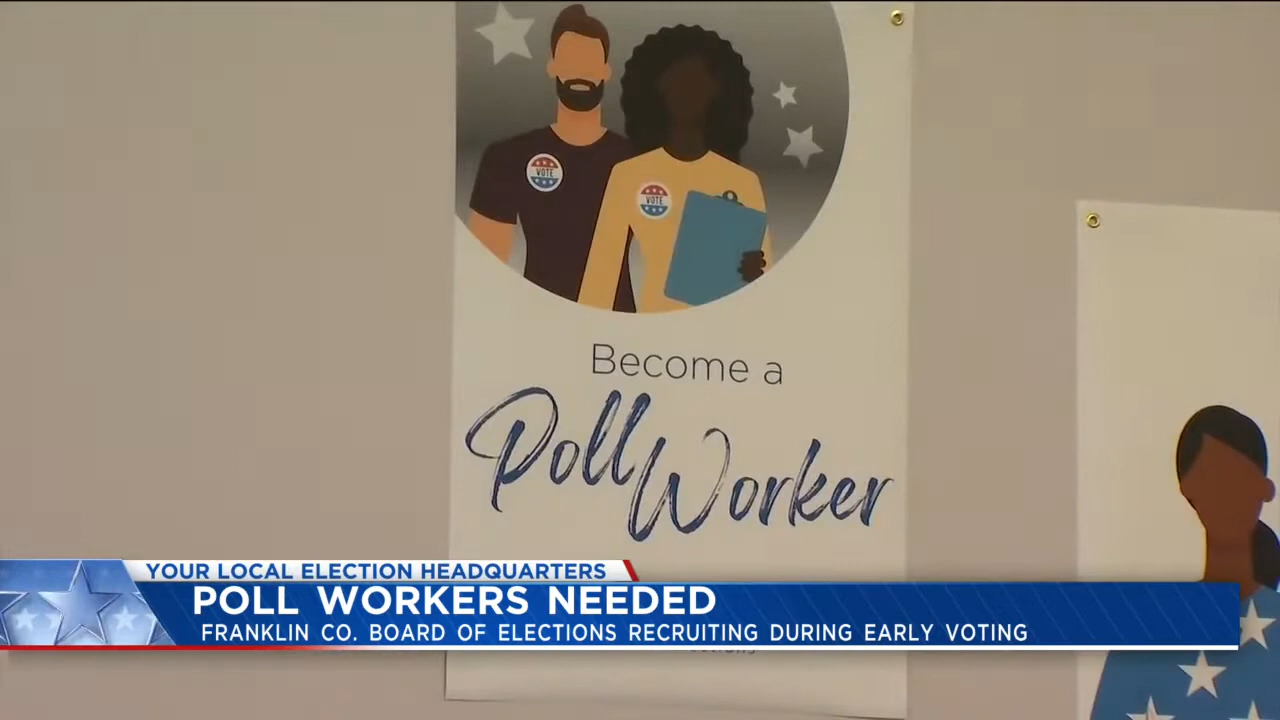 VOTE
VOTE
Become a
Poll Worker
YOUR LOCAL ELECTION HEADQUARTERS
POLL WORKERS NEEDED
FRANKLIN CO. BOARD OF ELECTIONS RECRUITING DURING EARLY VOTING